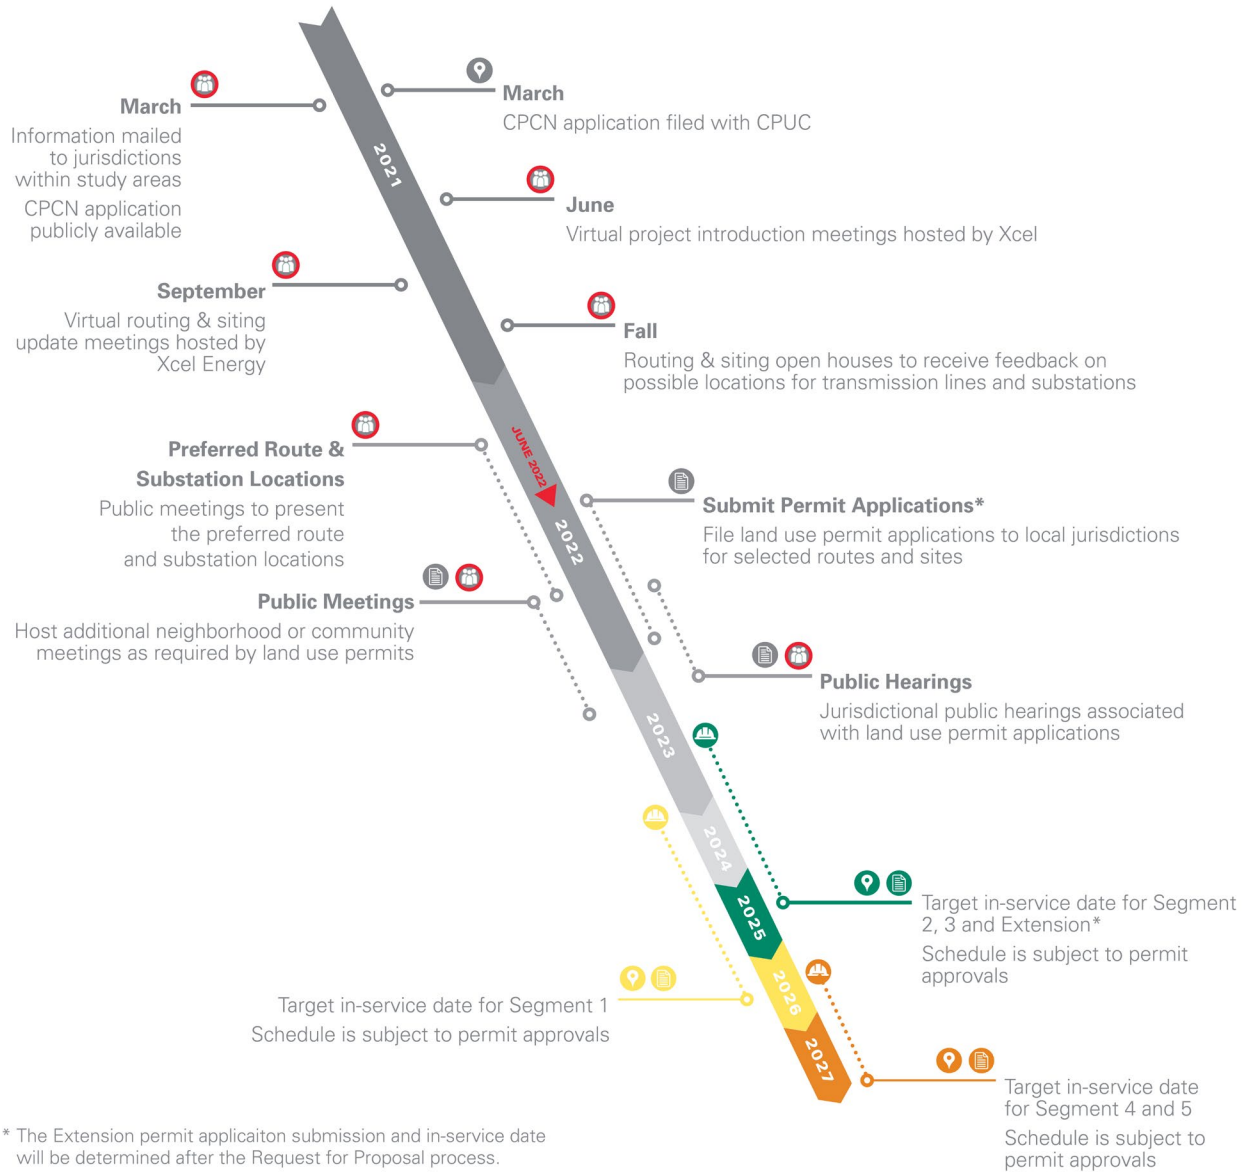 March
CPCN application filed with CPUC
March
Information mailed
to jurisdictions
within study areas
CPCN application
publicly available
2021
June
Virtual project introduction meetings hosted by Xcel
September
Virtual routing & siting
update meetings hosted by
Xcel Energy
Fall
Routing & siting open houses to receive feedback on
possible locations for transmission lines and substations
Preferred Route &
Substation Locations
Public meetings to present
the preferred route
and substation locations
JUNE 2022
2022
Submit Permit Applications*
File land use permit applications to local jurisdictions
for selected routes and sites
Public Meetings
Host additional neighborhood or community
meetings as required by land use permits
Public Hearings
Jurisdictional public hearings associated
with land use permit applications
2023
2024
2025
Target in-service date for Segment
2, 3 and Extension*
Schedule is subject to permit
approvals
2026
Target in-service date for Segment 1
Schedule is subject to permit approvals
2027
Target in-service date
for Segment 4 and 5
Schedule is subject to
permit approvals
* The Extension permit applicaiton submission and in-service date
will be determined after the Request for Proposal process.